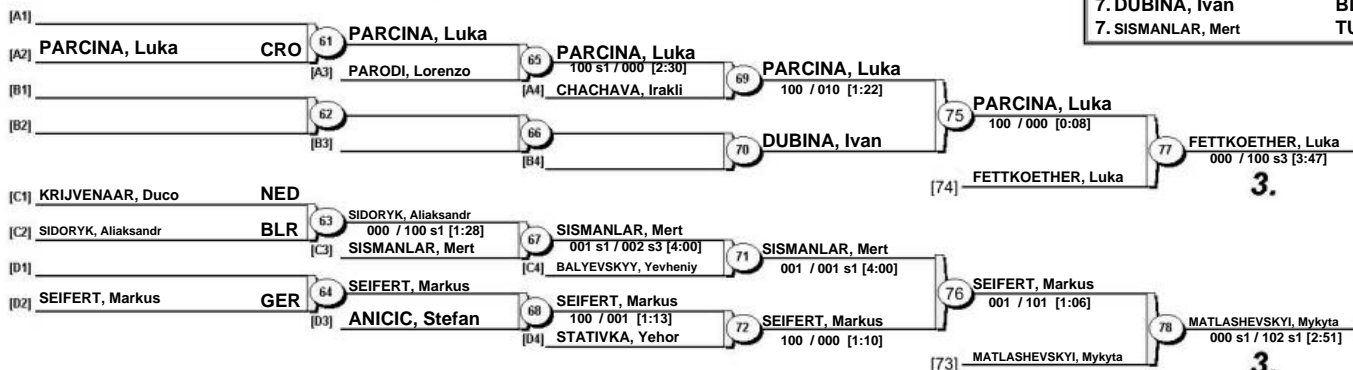 7. DUBINA, Ivan
7. SISMANLAR, Mert TU
[A1]
[A2] PARCINA, Luka CRO 61 PARCINA, Luka
[A3] PARODI, Lorenzo 65 PARCINA, Luka
100 s1 / 000 [2:30]
[A4] CHACHAVA, Irakli 69 PARCINA, Luka
100 / 010 [1:22]
[B1]
[B2] 62
[B3] 66
[B4] 70 DUBINA, Ivan
75 PARCINA, Luka
100 / 000 [0:08]
[74] FETTKOETHER, Luka 77 FETTKOETHER, Luka
000 / 100 s3 [3:47]
3.
[C1] KRIJVENAAR, Duco NED
[C2] SIDORYK, Aliaksandr BLR 63 SIDORYK, Aliaksandr
000 / 100 s1 [1:28]
[C3] SISMANLAR, Mert 67 SISMANLAR, Mert
001 s1 / 002 s3 [4:00]
[C4] BALYEVSKYY, Yevheniy 71 SISMANLAR, Mert
001 / 001 s1 [4:00]
[D1]
[D2] SEIFERT, Markus GER 64 SEIFERT, Markus
[D3] ANICIC, Stefan 68 SEIFERT, Markus
100 / 001 [1:13]
[D4] STATIVKA, Yehor 72 SEIFERT, Markus
100 / 000 [1:10]
76 SEIFERT, Markus
001 / 101 [1:06]
[73] MATLASHEVSKYI, Mykyta 78 MATLASHEVSKYI, Mykyta
000 s1 / 102 s1 [2:51]
3.